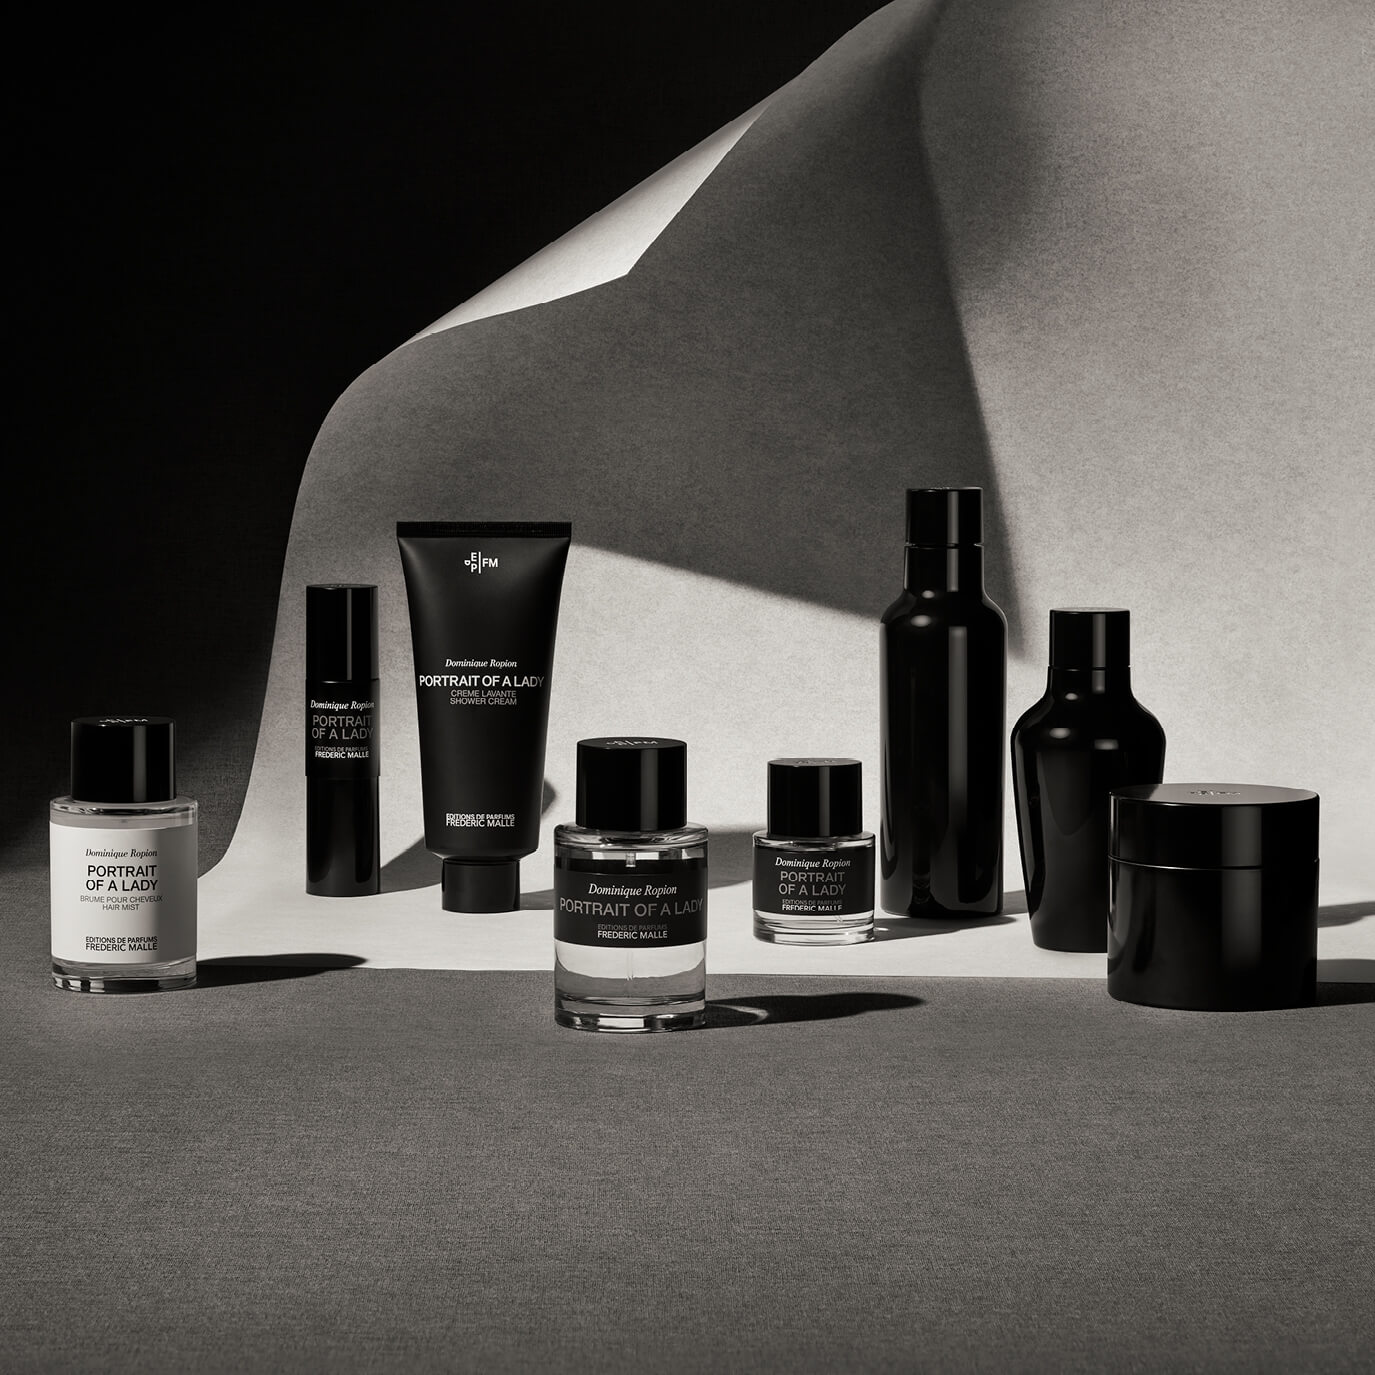 Dominique Ropion
PORTRAIT
OF A LADY
BRUME POUR CHEVEUX
HAIR MIST
EDITIONS DE PARFUMS
FREDERIC MALLE
Dominique Ropion
PORTRAIT
OF A LADY
EDITIONS DE PARFUMS
FREDERIC MALLE
E
D P FM
Dominique Ropion
PORTRAIT OF A LADY
CREME LAVANTE
SHOWER CREAM
EDITIONS DE PARFUMS
FREDERIC MALLE
FM
Dominique Ropion
PORTRAIT OF A LADY
EDITIONS DE PARFUMS
FREDERIC MALLE
Dominique Ropion
PORTRAIT
OF A LADY
EDITIONS DE PARFUMS
FREDERIC MALLE